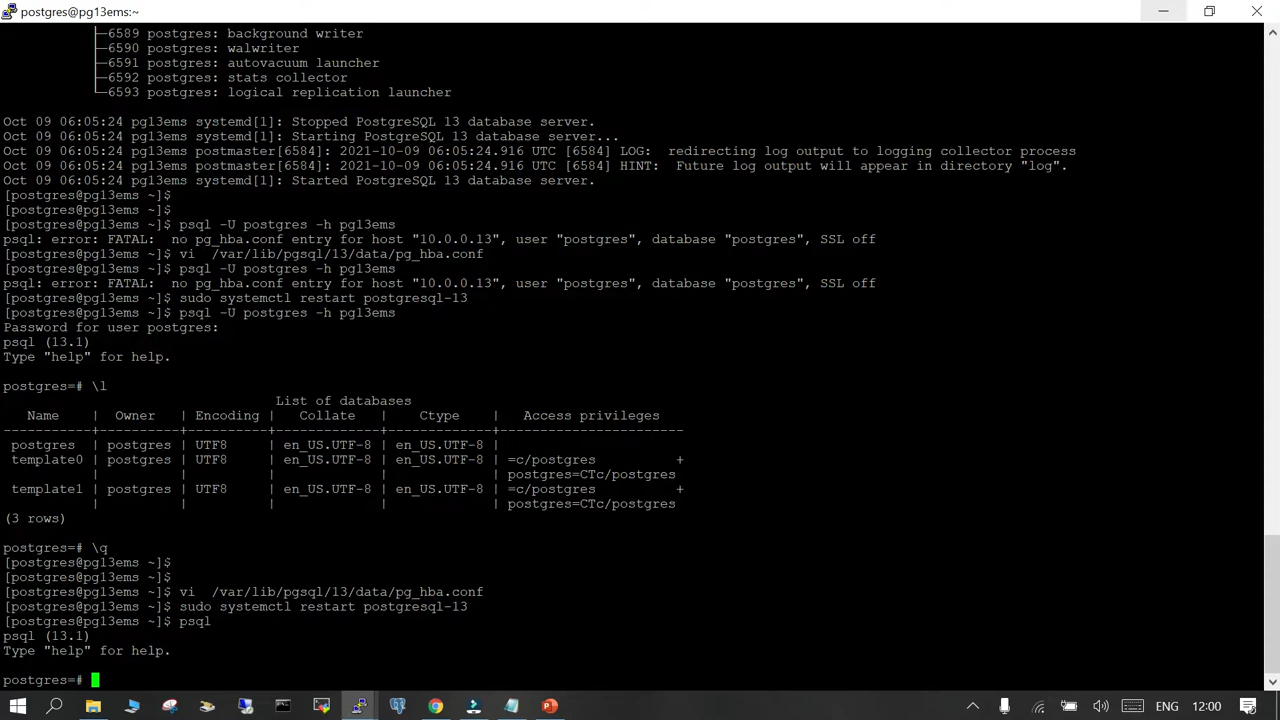 postgres@pg13ems:~
├─6589 postgres: background writer
├─6590 postgres: walwriter
├─6591 postgres: autovacuum launcher
├─6592 postgres: stats collector
└─6593 postgres: logical replication launcher
Oct 09 06:05:24 pg13ems systemd[1]: Stopped PostgreSQL 13 database server.
Oct 09 06:05:24 pg13ems systemd[1]: Starting PostgreSQL 13 database server...
Oct 09 06:05:24 pg13ems postmaster[6584]: 2021-10-09 06:05:24.916 UTC [6584] LOG:  redirecting log output to logging collector process
Oct 09 06:05:24 pg13ems postmaster[6584]: 2021-10-09 06:05:24.916 UTC [6584] HINT:  Future log output will appear in directory "log".
Oct 09 06:05:24 pg13ems systemd[1]: Started PostgreSQL 13 database server.
[postgres@pg13ems ~]$
[postgres@pg13ems ~]$
[postgres@pg13ems ~]$ psql -U postgres -h pg13ems
psql: error: FATAL:  no pg_hba.conf entry for host "10.0.0.13", user "postgres", database "postgres", SSL off
[postgres@pg13ems ~]$ vi  /var/lib/pgsql/13/data/pg_hba.conf
[postgres@pg13ems ~]$ psql -U postgres -h pg13ems
psql: error: FATAL:  no pg_hba.conf entry for host "10.0.0.13", user "postgres", database "postgres", SSL off
[postgres@pg13ems ~]$ sudo systemctl restart postgresql-13
[postgres@pg13ems ~]$ psql -U postgres -h pg13ems
Password for user postgres:
psql (13.1)
Type "help" for help.
postgres=# \l
List of databases
Name    |  Owner   | Encoding |   Collate   |    Ctype    |   Access privileges
-----------+----------+----------+-------------+-------------+-----------------------
postgres  | postgres | UTF8     | en_US.UTF-8 | en_US.UTF-8 |
template0 | postgres | UTF8     | en_US.UTF-8 | en_US.UTF-8 | =c/postgres          +
|          |          |             |             | postgres=CTc/postgres
template1 | postgres | UTF8     | en_US.UTF-8 | en_US.UTF-8 | =c/postgres          +
|          |          |             |             | postgres=CTc/postgres
(3 rows)
postgres=# \q
[postgres@pg13ems ~]$
[postgres@pg13ems ~]$
[postgres@pg13ems ~]$ vi  /var/lib/pgsql/13/data/pg_hba.conf
[postgres@pg13ems ~]$ sudo systemctl restart postgresql-13
[postgres@pg13ems ~]$ psql
psql (13.1)
Type "help" for help.
postgres=#
ENG 12:00